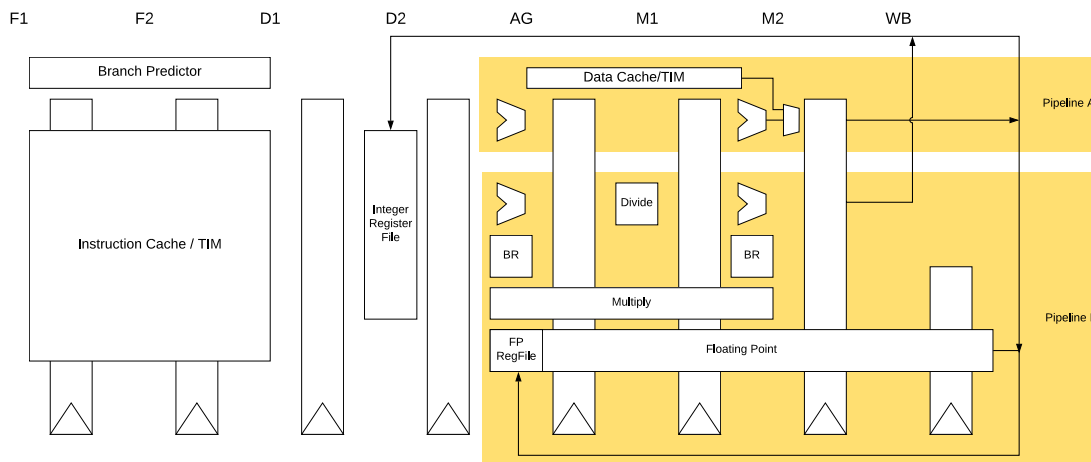 F1 F2 D1 D2 AG M1 M2 WB
Branch Predictor
Data Cache/TIM
Pipeline A
Integer
Register
File
Divide
Instruction Cache / TIM
BR
BR
Multiply
Pipeline
FP
RegFile
Floating Point